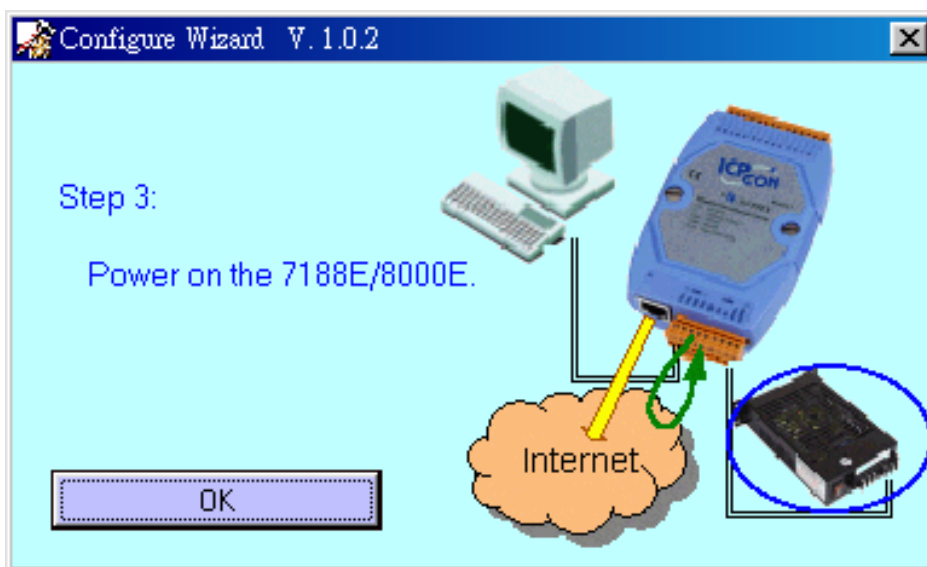 Configure Wizard V. 1.0.2
Step 3:
Power on the 7188E/8000E.
ICP
CON
Internet
OK